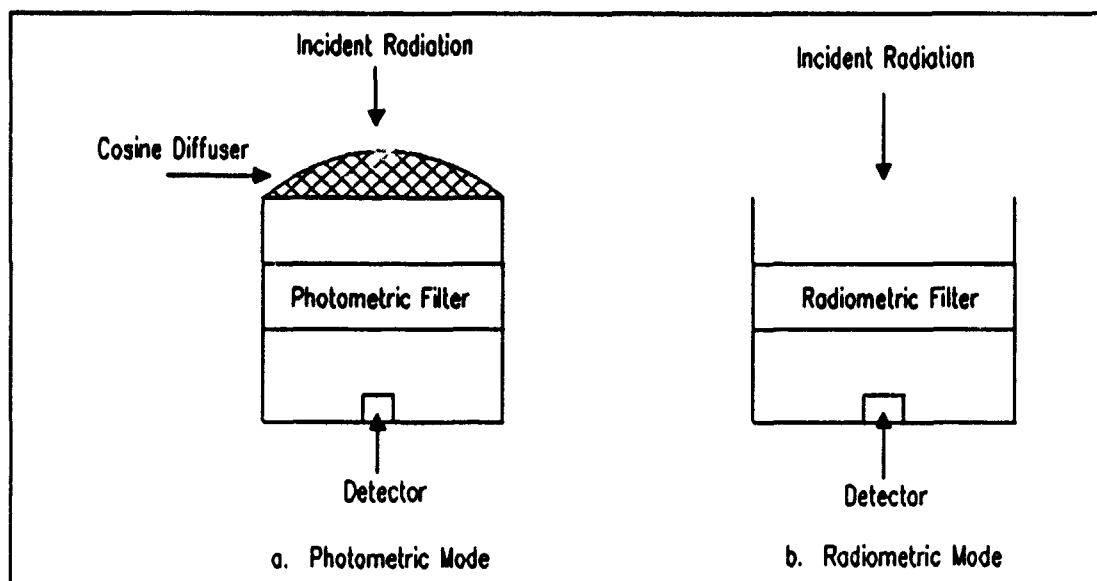 Incident Radiation
Cosine Diffuser
Photometric Filter
Detector
a. Photometric Mode
Incident Radiation
Radiometric Filter
Detector
b. Radiometric Mode